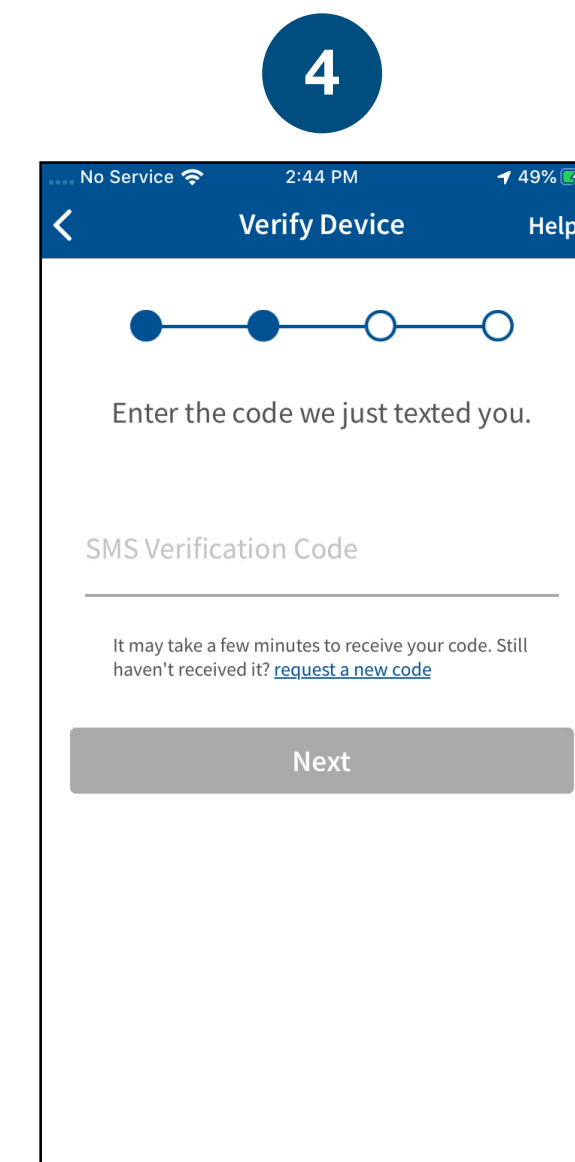 4
No Service 2:44 PM 49%
Verify Device Help
Enter the code we just texted you.
SMS Verification Code
It may take a few minutes to receive your code. Still
haven't received it? request a new code
Next